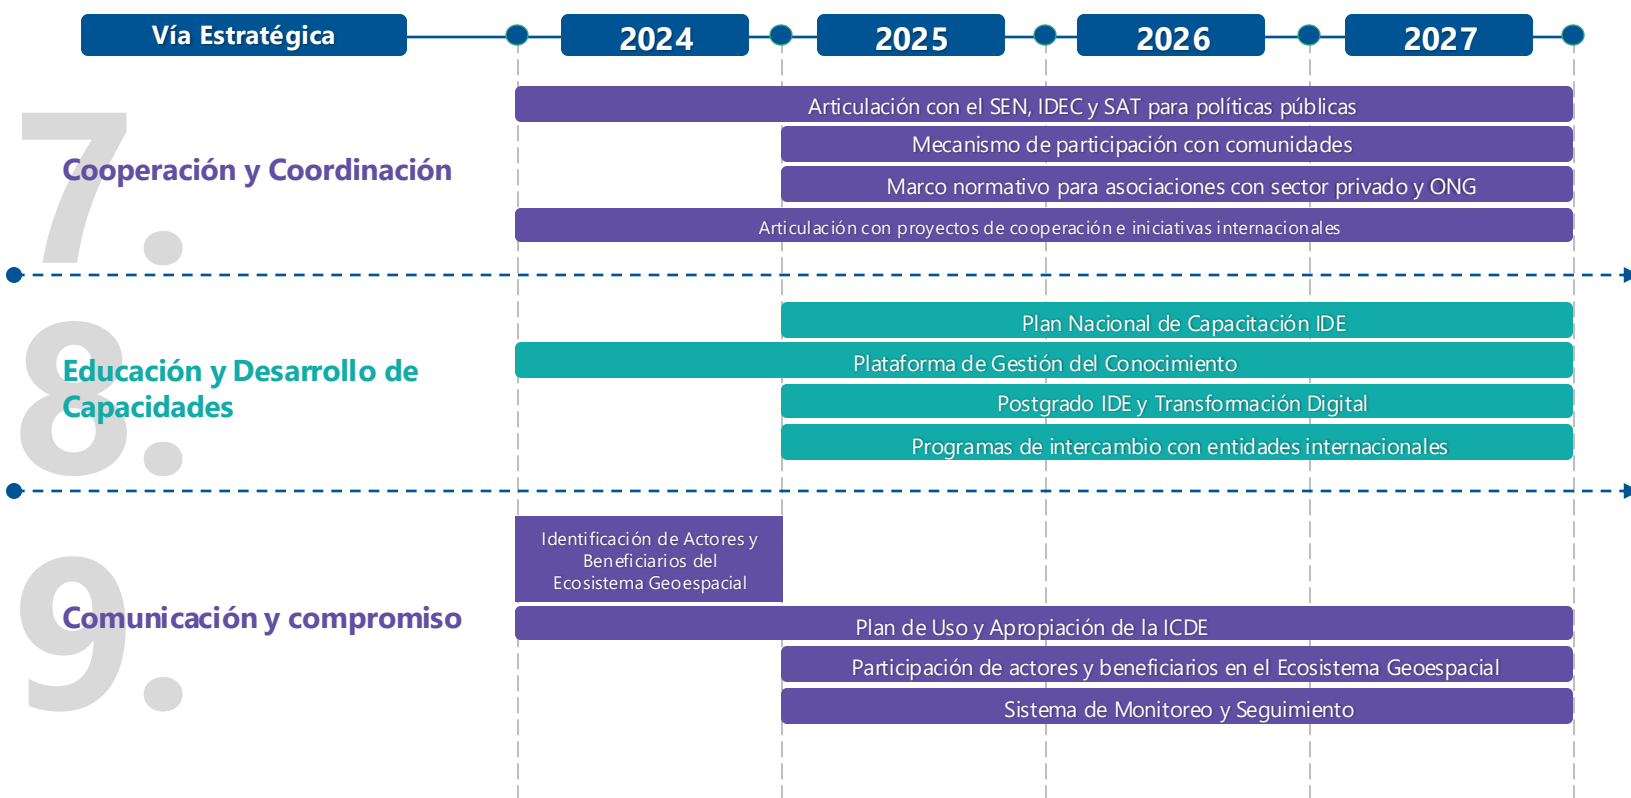 Vía Estratégica
2024
2025
2026
2027
7.
Cooperación y Coordinación
Articulación con el SEN, IDEC y SAT para políticas públicas
Mecanismo de participación con comunidades
Marco normativo para asociaciones con sector privado y ONG
Articulación con proyectos de cooperación e iniciativas internacionales
8.
Educación y Desarrollo de
Capacidades
Plan Nacional de Capacitación IDE
Plataforma de Gestión del Conocimiento
Postgrado IDE y Transformación Digital
Programas de intercambio con entidades internacionales
9.
Comunicación y compromiso
Identificación de Actores y
Beneficiarios del
Ecosistema Geoespacial
Plan de Uso y Apropiación de la ICDE
Participación de actores y beneficiarios en el Ecosistema Geoespacial
Sistema de Monitoreo y Seguimiento